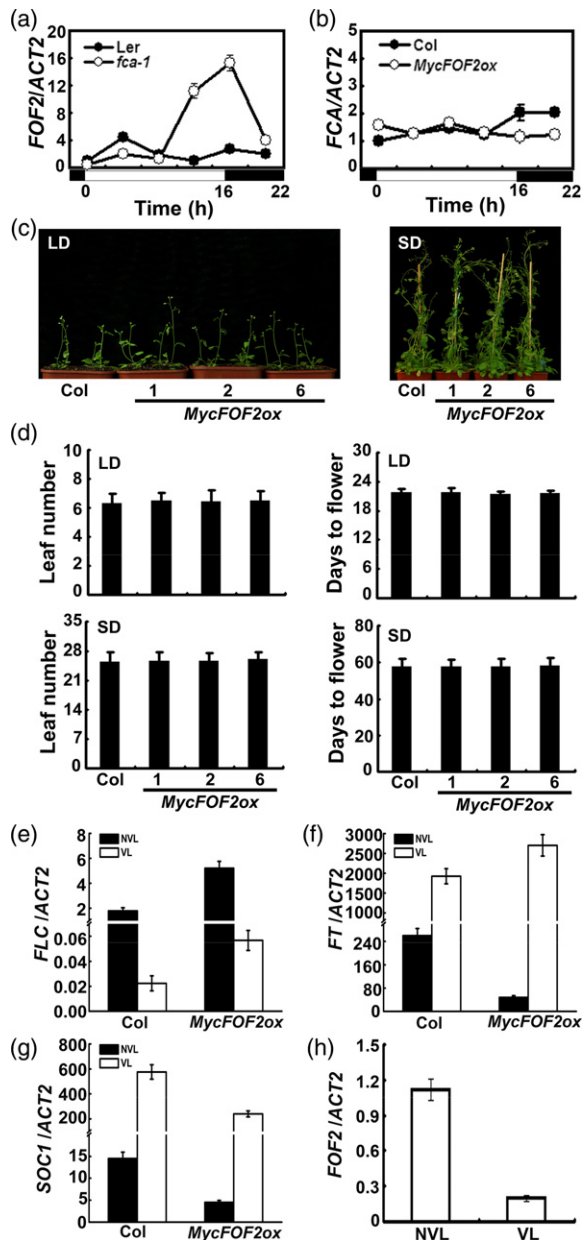 (a)
FOF2/ACT2
20
16
12
8
4
0
Ler
fca-1
0
16
22
Time (h)
(b)
FCA/ACT2
5
4
3
2
1
0
Col
MycFOF2ox
0
16
22
Time (h)
(c)
LD
Col
1
2
6
MycFOF2ox
SD
Col
1
2
6
MycFOF2ox
(d)
Leaf number
10
8
6
4
2
0
LD
Days to flower
30
24
18
12
6
0
LD
Leaf number
35
28
21
14
7
0
SD
Col
1
2
6
MycFOF2ox
Days to flower
80
60
40
20
0
SD
Col
1
2
6
MycFOF2ox
(e)
FLC /ACT2
8
6
4
2
0.06
0.04
0.02
0.00
NVL
VL
Col
MycFOF2ox
(f)
FT /ACT2
3000
2500
2000
1500
1000
240
160
80
0
NVL
VL
Col
MycFOF2ox
(g)
SOC1 /ACT2
800
600
400
200
15
10
5
0
NVL
VL
Col
MycFOF2ox
(h)
FOF2 /ACT2
1.5
1.2
0.9
0.6
0.3
0
NVL
VL